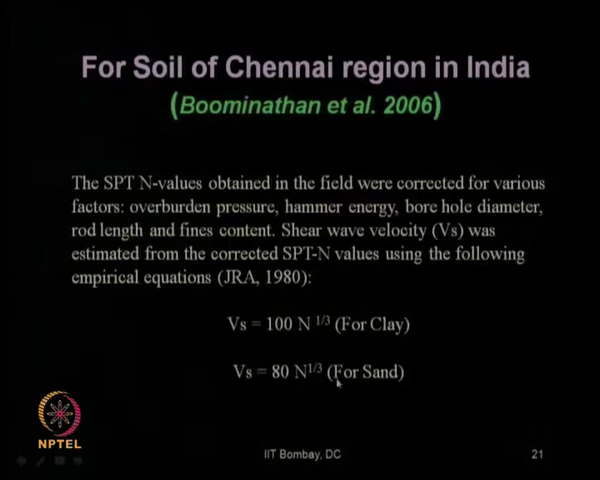 For Soil of Chennai region in India
(Boominathan et al. 2006)
The SPT N-values obtained in the field were corrected for various
factors: overburden pressure, hammer energy, bore hole diameter,
rod length and fines content. Shear wave velocity (Vs) was
estimated from the corrected SPT-N values using the following
empirical equations (JRA, 1980):
Vs = 100 N 1/3 (For Clay)
Vs = 80 N1/3 (For Sand)
NPTEL
IIT Bombay, DC
21